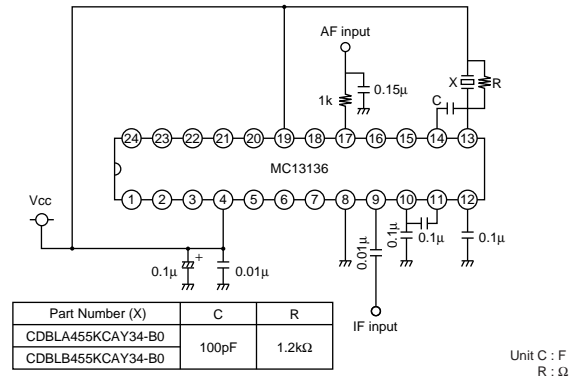 AF input
1k
0.15μ
X
R
C
24 23 22 21 20 19 18 17 16 15 14 13
MC13136
1 2 3 4 5 6 7 8 9 10 11 12
Vcc
0.1μ
+
0.01μ
0.01μ
0.1μ
0.1μ
0.1μ
IF input
Part Number (X) C R
CDBLA455KCAY34-B0 100pF 1.2kΩ
CDBLB455KCAY34-B0
Unit C : F
R : Ω